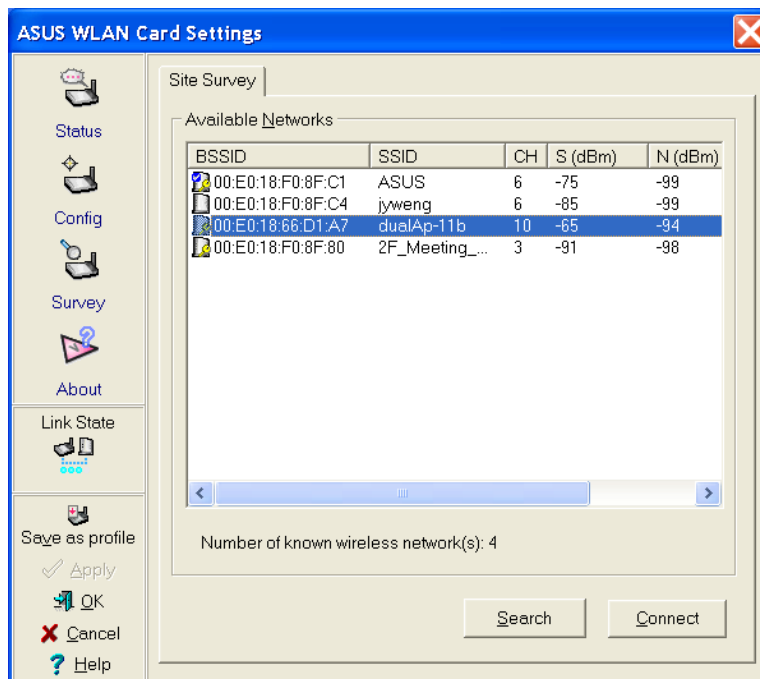 ASUS WLAN Card Settings
Status
Config
Survey
About
Link State
Save as profile
Apply
OK
Cancel
Help
Site Survey
Available Networks
BSSID SSID CH S (dBm) N (dBm)
00:E0:18:F0:8F:C1 ASUS 6 -75 -99
00:E0:18:F0:8F:C4 jyweng 6 -85 -99
00:E0:18:66:D1:A7 dualAp-11b 10 -65 -94
00:E0:18:F0:8F:80 2F_Meeting_... 3 -91 -98
Number of known wireless network(s): 4
Search Connect